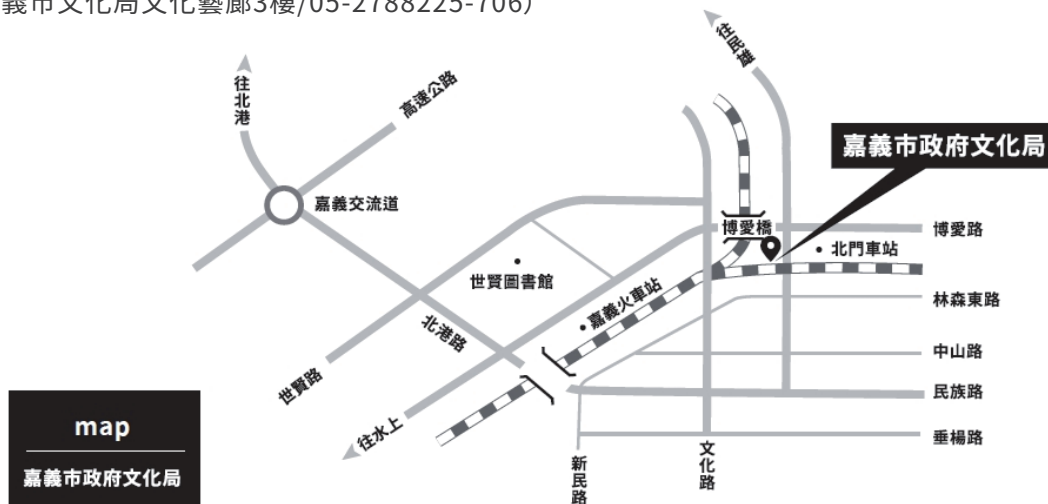 義市文化局文化藝廊3樓/05-2788225-706）
往民雄
往北港
高速公路
嘉義市政府文化局
嘉義交流道
博愛橋
博愛路
北門車站
世賢圖書館
嘉義火車站
林森東路
北港路
中山路
世賢路
民族路
map
往水上
垂楊路
嘉義市政府文化局
新民路
文化路